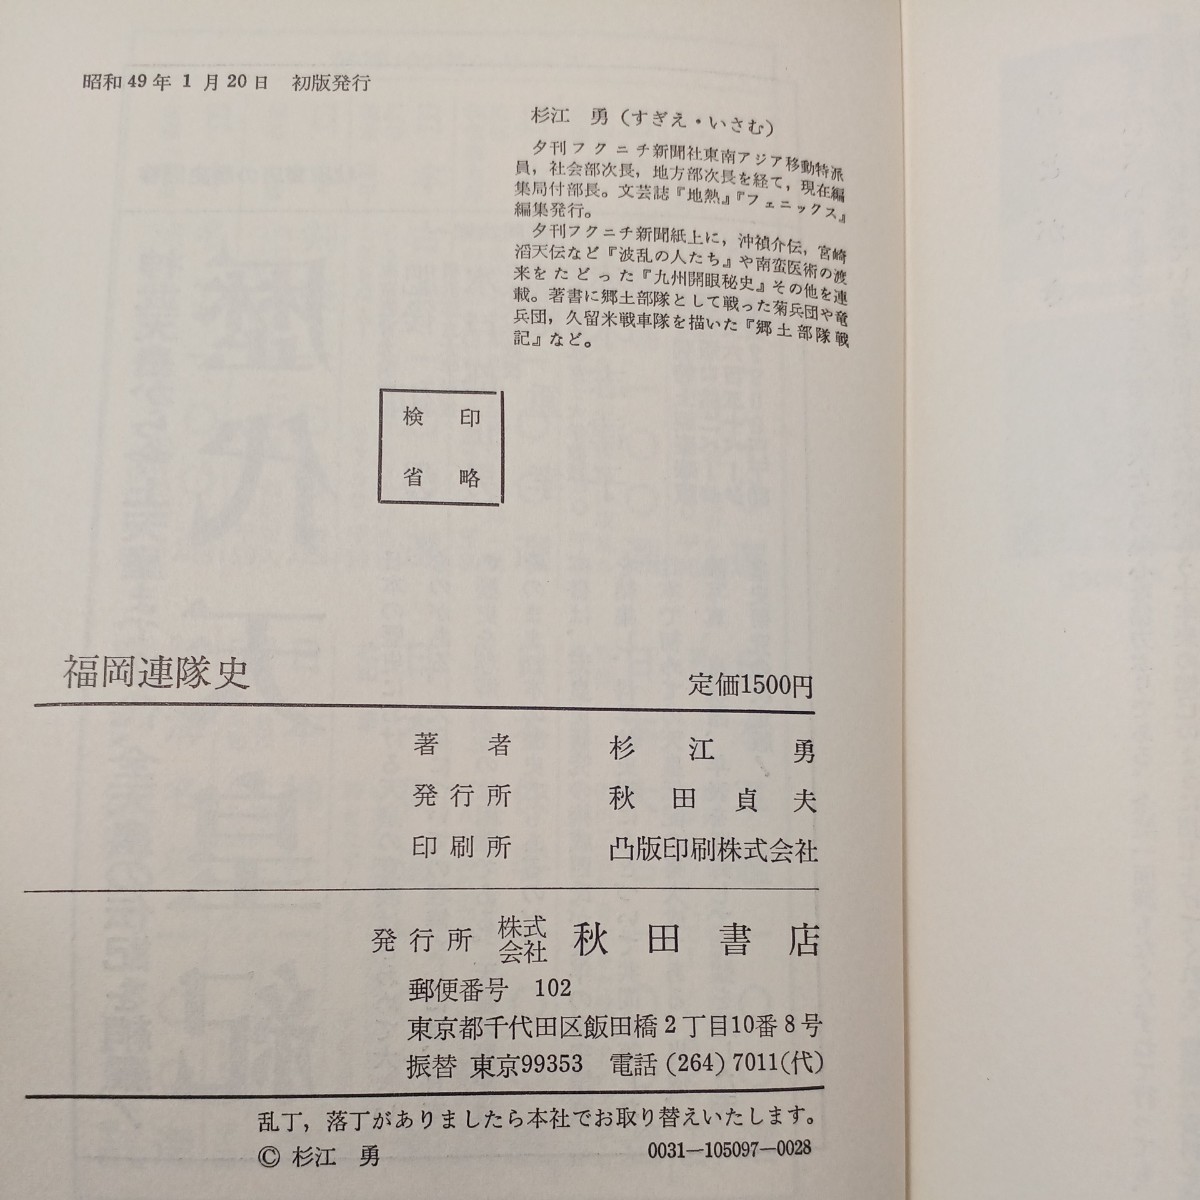 昭和49年1月20日　初版発行
杉江　勇（すぎえ・いさむ）
夕刊フクニチ新聞社東南アジア移動特派
員，社会部次長，地方部次長を経て，現在編
集局付部長。文芸誌『地熱』『フェニックス』
編集発行。
夕刊フクニチ新聞紙上に，沖禎介伝，宮崎
滔天伝など『波乱の人たち』や南蛮医術の渡
来をたどった『九州開眼秘史』その他を連
載。著書に郷土部隊として戦った菊兵団や竜
兵団，久留米戦車隊を描いた『郷土部隊戦
記』など。
検　印
省　略
福岡連隊史
定価1500円
著　者　杉　江　勇
発行所　秋　田　貞　夫
印刷所　凸版印刷株式会社
発行所　株式会社　秋　田　書　店
郵便番号　102
東京都千代田区飯田橋2丁目10番8号
振替　東京99353　電話（264）7011（代）
乱丁，落丁がありましたら本社でお取り替えいたします。
© 杉江　勇　0031—105097—0028